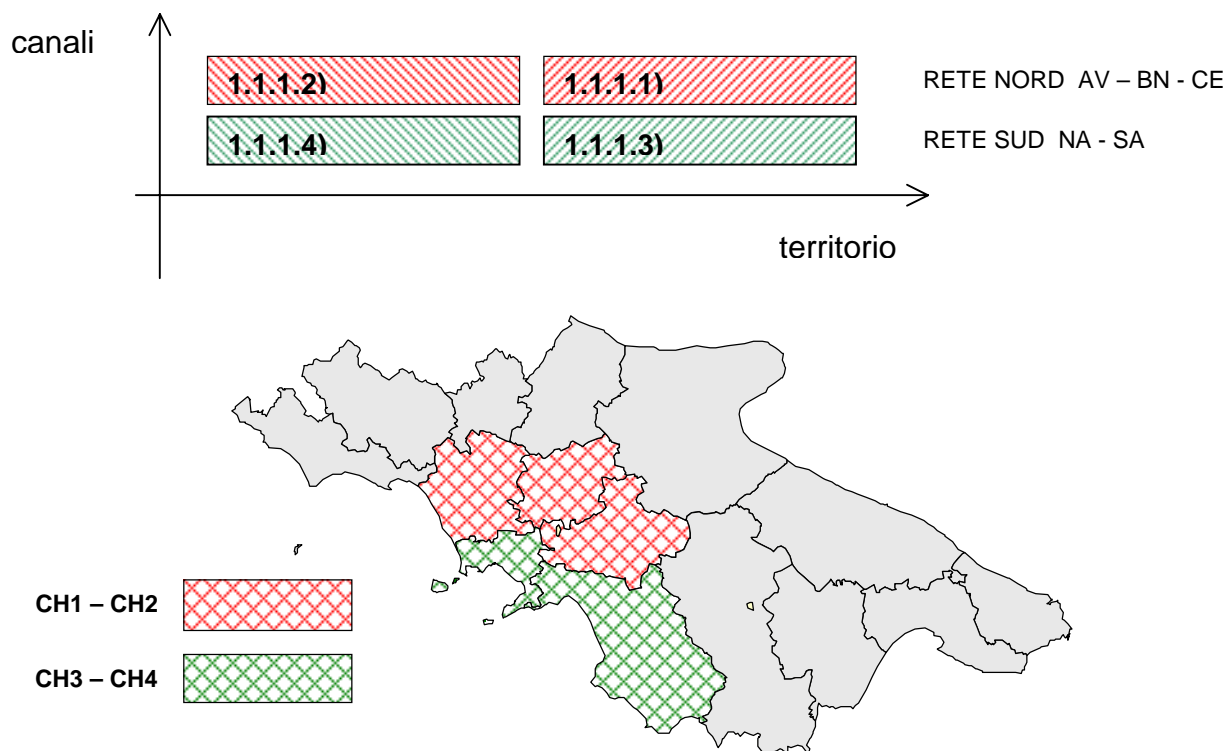 canali
1.1.1.2) 1.1.1.1) RETE NORD AV – BN - CE
1.1.1.4) 1.1.1.3) RETE SUD NA - SA
territorio
CH1 – CH2
CH3 – CH4